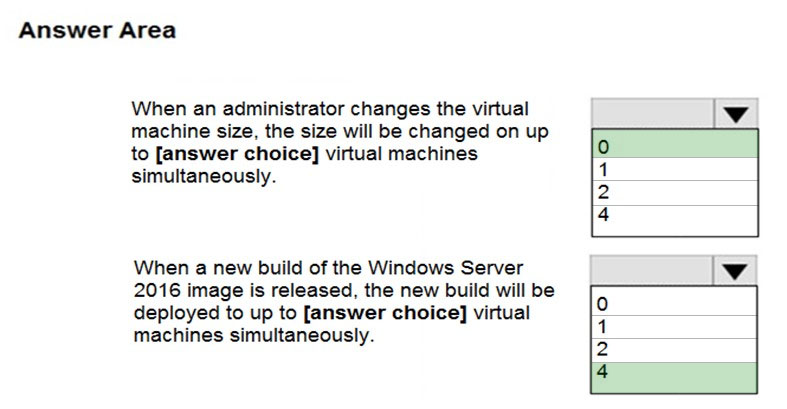 Answer Area
When an administrator changes the virtual
machine size, the size will be changed on up
to [answer choice] virtual machines
simultaneously.
0
1
2
4
When a new build of the Windows Server
2016 image is released, the new build will be
deployed to up to [answer choice] virtual
machines simultaneously.
0
1
2
4